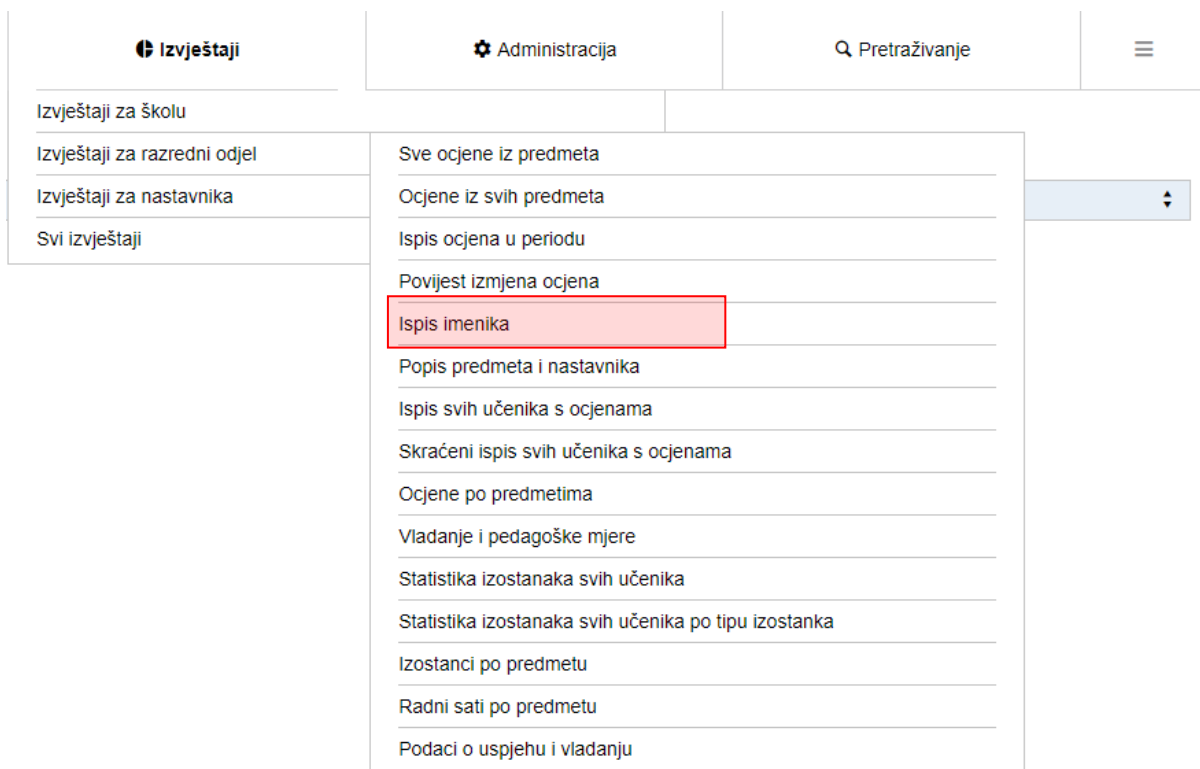 Izvještaji
Administracija
Pretraživanje
Izvještaji za školu
Izvještaji za razredni odjel
Izvještaji za nastavnika
Svi izvještaji
Sve ocjene iz predmeta
Ocjene iz svih predmeta
Ispis ocjena u periodu
Povijest izmjena ocjena
Ispis imenika
Popis predmeta i nastavnika
Ispis svih učenika s ocjenama
Skraćeni ispis svih učenika s ocjenama
Ocjene po predmetima
Vladanje i pedagoške mjere
Statistika izostanaka svih učenika
Statistika izostanaka svih učenika po tipu izostanka
Izostanci po predmetu
Radni sati po predmetu
Podaci o uspjehu i vladanju